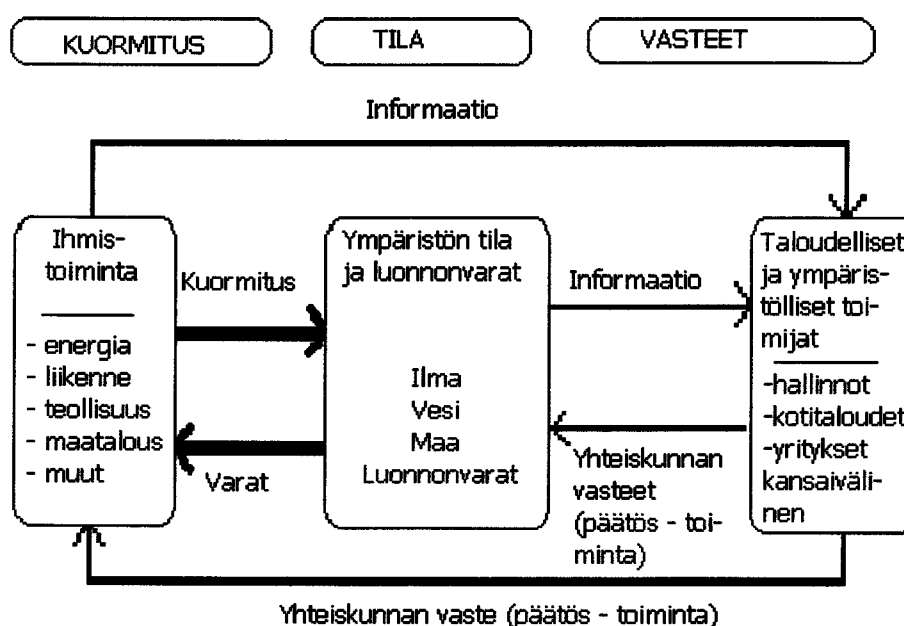 KUORMITUS
TILA
VASTEET
Informaatio
Ihmis-
toiminta
- energia
- liikenne
- teollisuus
- maatalous
- muut
Kuormitus
Varat
Ympäristön tila
ja luonnonvarat
Ilma
Vesi
Maa
Luonnonvarat
Informaatio
Yhteiskunnan
vasteet
(päätös - toi-
minta)
Taloudelliset
ja ympäris-
tölliset toi-
mijat
-hallinnot
-kotitaloudet
-yritykset
kansaiväli-
nen
Yhteiskunnan vaste (päätös - toiminta)